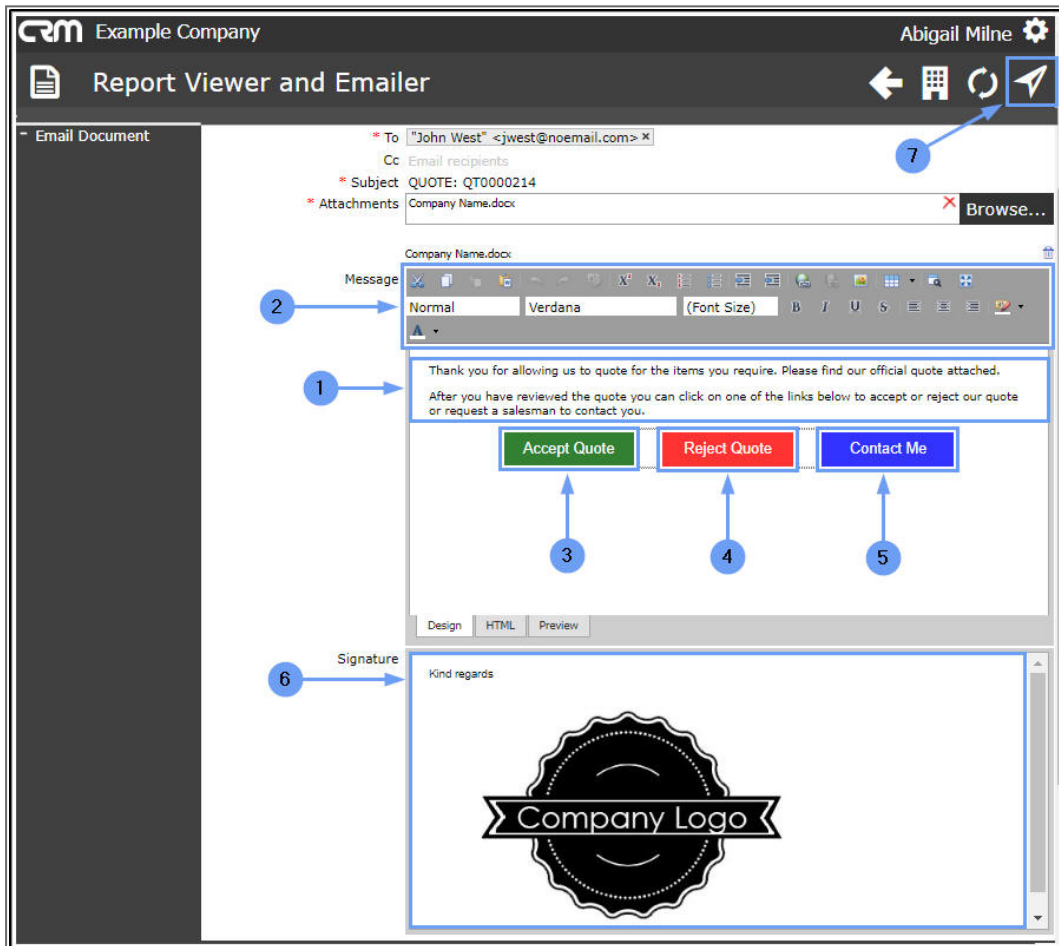 CRM Example Company Abigail Milne
Report Viewer and Emailer
7
- Email Document
* To "John West" <jwest@noemail.com> ×
Cc Email recipients
* Subject QUOTE: QT0000214
* Attachments Company Name.docx Browse...
Company Name.docx
Message
2
Normal Verdana (Font Size) B I U S
A
1
Thank you for allowing us to quote for the items you require. Please find our official quote attached.
After you have reviewed the quote you can click on one of the links below to accept or reject our quote
or request a salesman to contact you.
Accept Quote Reject Quote Contact Me
3 4 5
Design HTML Preview
Signature
6
Kind regards
Company Logo